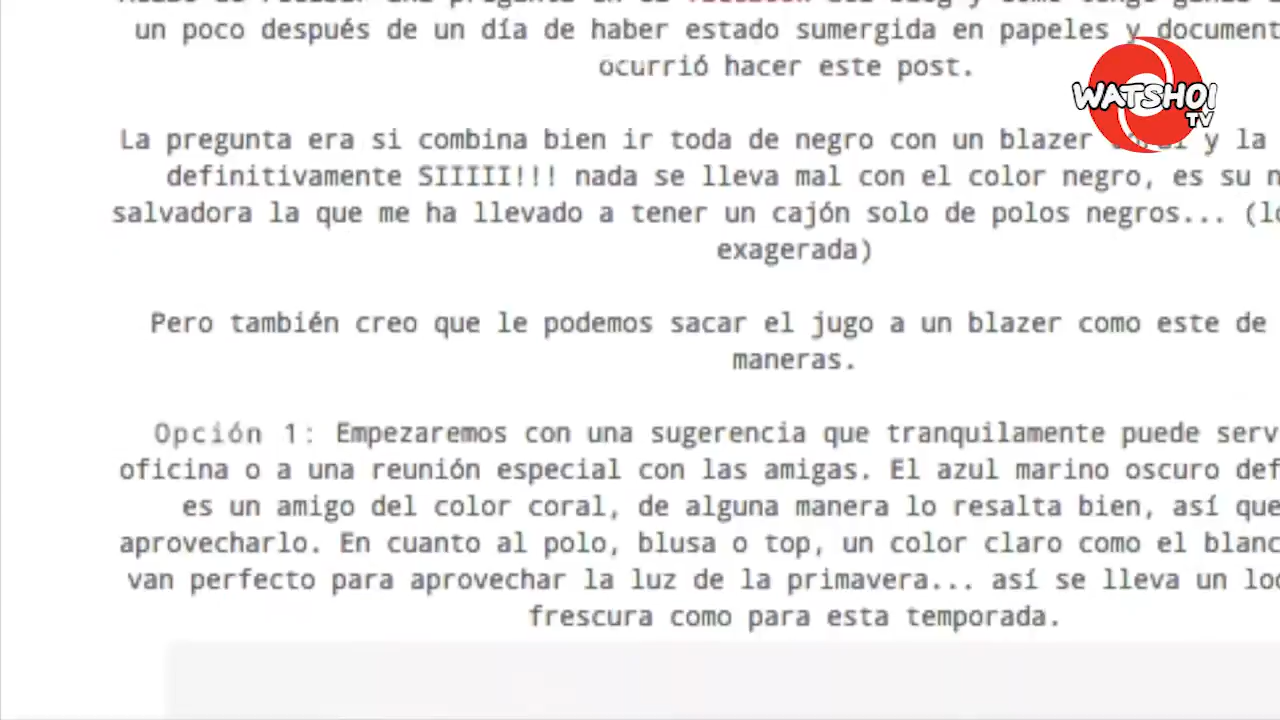 un poco después de un día de haber estado sumergida en papeles y
ocurrió hacer este post.
WATSHO!
TV
La pregunta era si combina bien ir toda de negro con un blazer y la
definitivamente SIIIII!!! nada se lleva mal con el color negro, es su
salvadora la que me ha llevado a tener un cajón solo de polos negros...
exagerada)
Pero también creo que le podemos sacar el jugo a un blazer como este de
maneras.
Opción 1: Empezaremos con una sugerencia que tranquilamente puede
oficina o a una reunión especial con las amigas. El azul marino oscuro
es un amigo del color coral, de alguna manera lo resalta bien, así que
aprovecharlo. En cuanto al polo, blusa o top, un color claro como el
van perfecto para aprovechar la luz de la primavera... así se lleva un
frescura como para esta temporada.